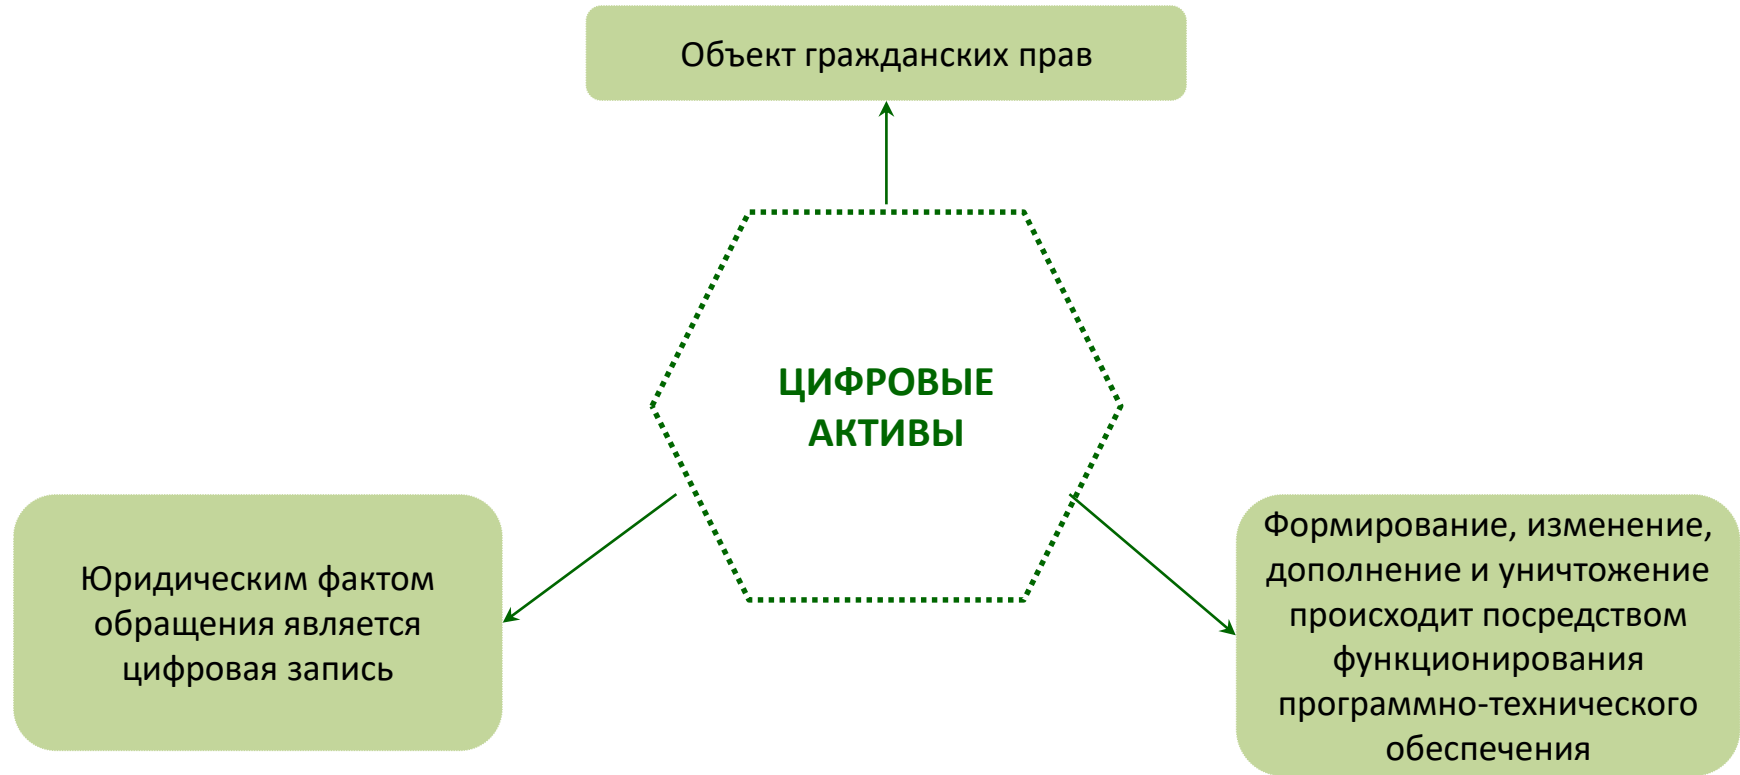 Объект гражданских прав
ЦИФРОВЫЕ
АКТИВЫ
Юридическим фактом
обращения является
цифровая запись
Формирование, изменение,
дополнение и уничтожение
происходит посредством
функционирования
программно-технического
обеспечения